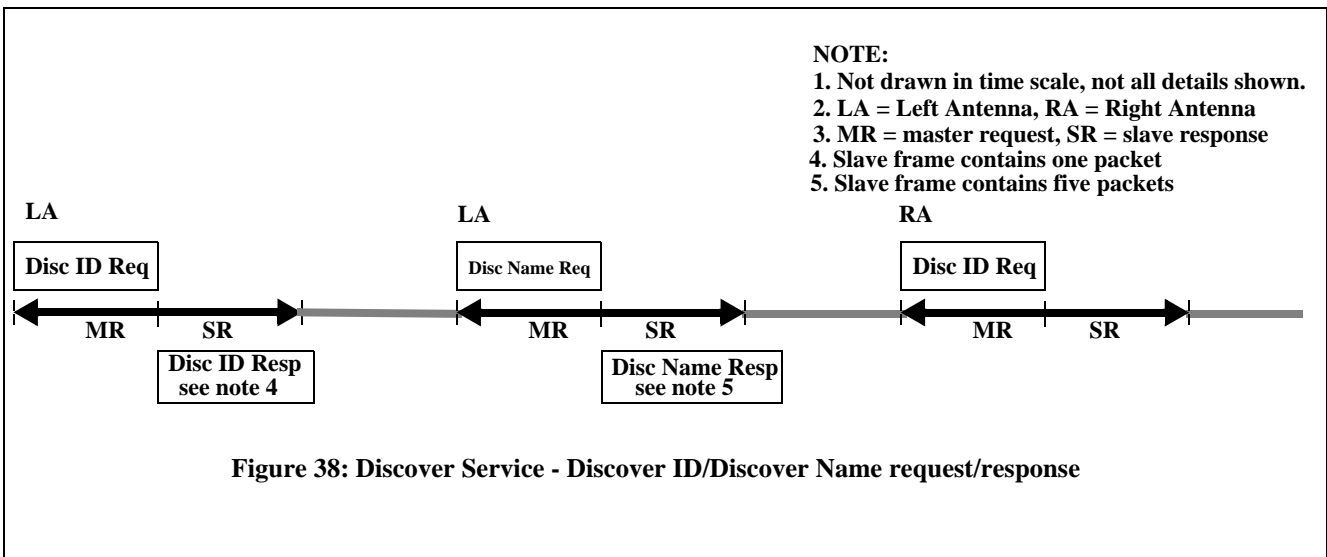 NOTE:
1. Not drawn in time scale, not all details shown.
2. LA = Left Antenna, RA = Right Antenna
3. MR = master request, SR = slave response
4. Slave frame contains one packet
5. Slave frame contains five packets
LA
LA
RA
Disc ID Req
Disc Name Req
Disc ID Req
MR
SR
MR
SR
MR
SR
Disc ID Resp
see note 4
Disc Name Resp
see note 5
Figure 38: Discover Service - Discover ID/Discover Name request/response